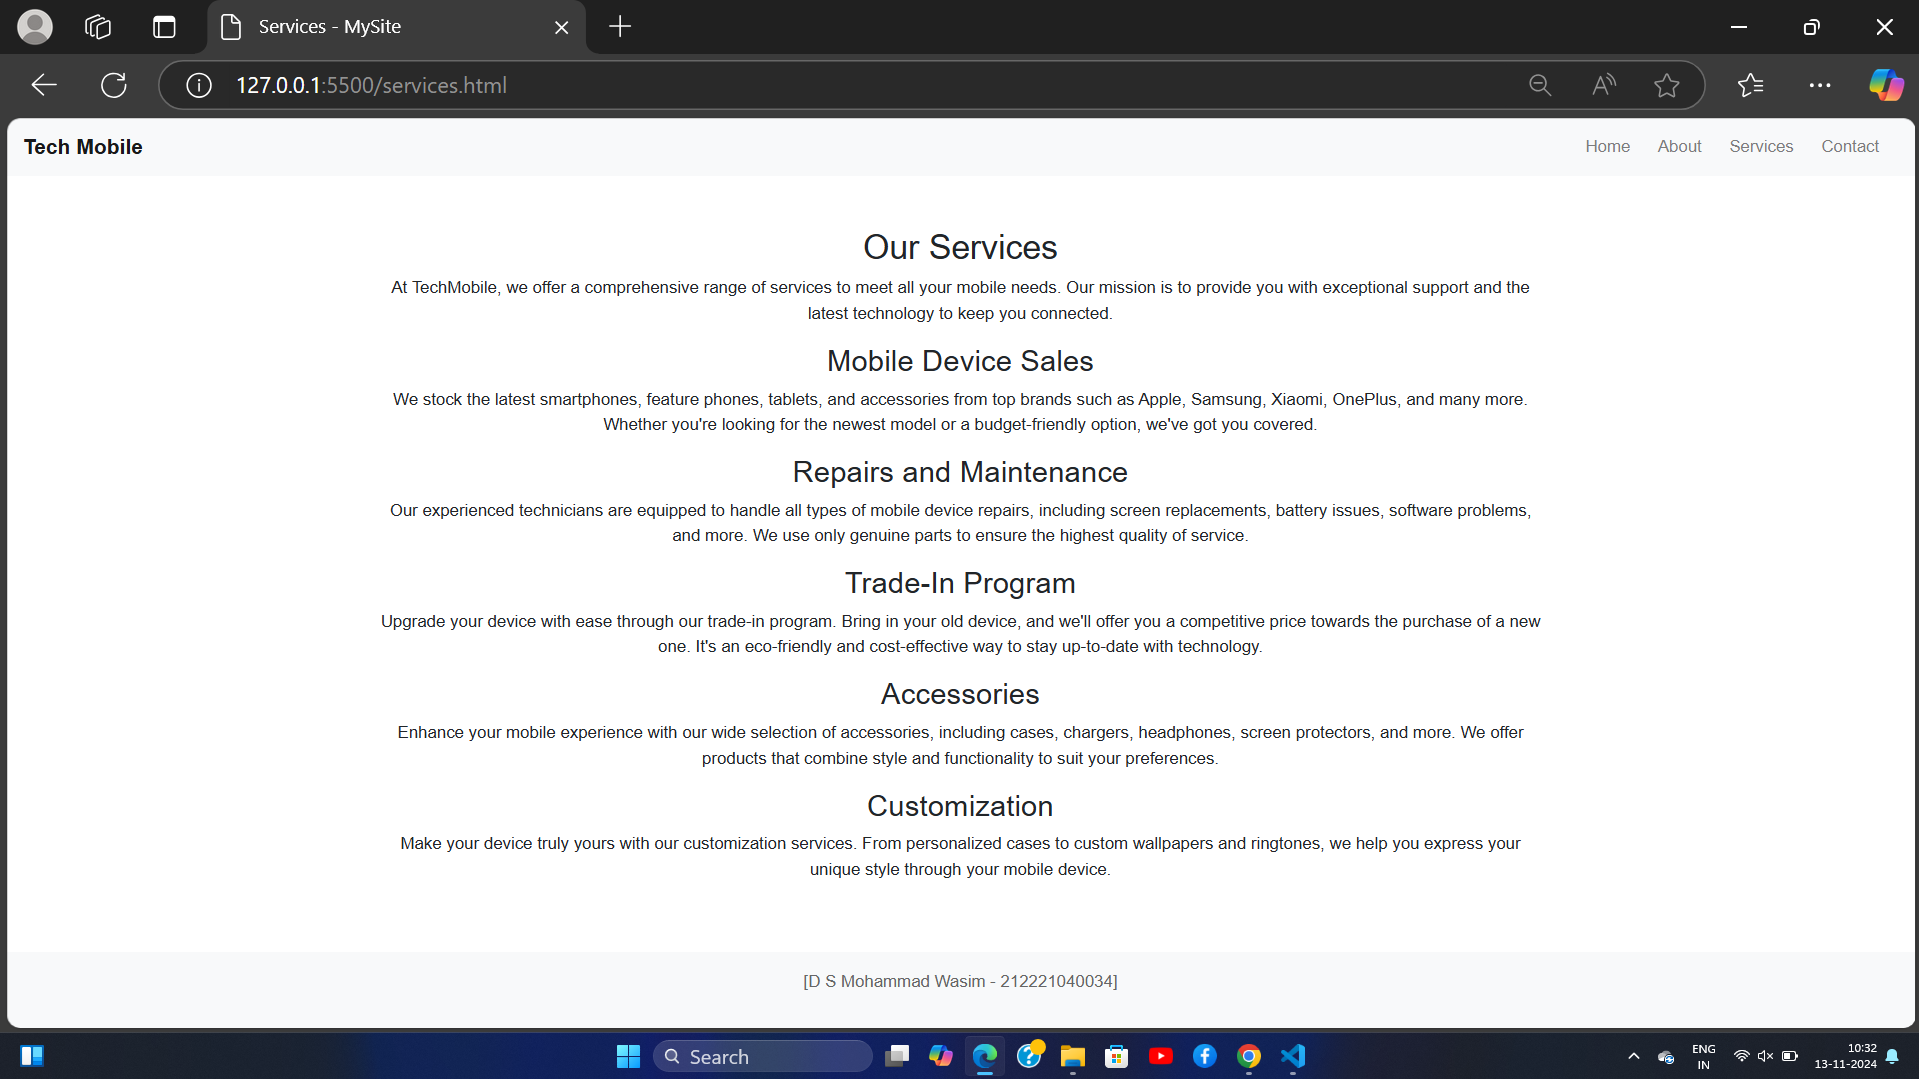 Services - MySite
127.0.0.1:5500/services.html
Tech Mobile
Home About Services Contact
Our Services
At TechMobile, we offer a comprehensive range of services to meet all your mobile needs. Our mission is to provide you with exceptional support and the
latest technology to keep you connected.
Mobile Device Sales
We stock the latest smartphones, feature phones, tablets, and accessories from top brands such as Apple, Samsung, Xiaomi, OnePlus, and many more.
Whether you're looking for the newest model or a budget-friendly option, we've got you covered.
Repairs and Maintenance
Our experienced technicians are equipped to handle all types of mobile device repairs, including screen replacements, battery issues, software problems,
and more. We use only genuine parts to ensure the highest quality of service.
Trade-In Program
Upgrade your device with ease through our trade-in program. Bring in your old device, and we'll offer you a competitive price towards the purchase of a new
one. It's an eco-friendly and cost-effective way to stay up-to-date with technology.
Accessories
Enhance your mobile experience with our wide selection of accessories, including cases, chargers, headphones, screen protectors, and more. We offer
products that combine style and functionality to suit your preferences.
Customization
Make your device truly yours with our customization services. From personalized cases to custom wallpapers and ringtones, we help you express your
unique style through your mobile device.
[D S Mohammad Wasim - 212221040034]
Search
ENG
IN
10:32
13-11-2024